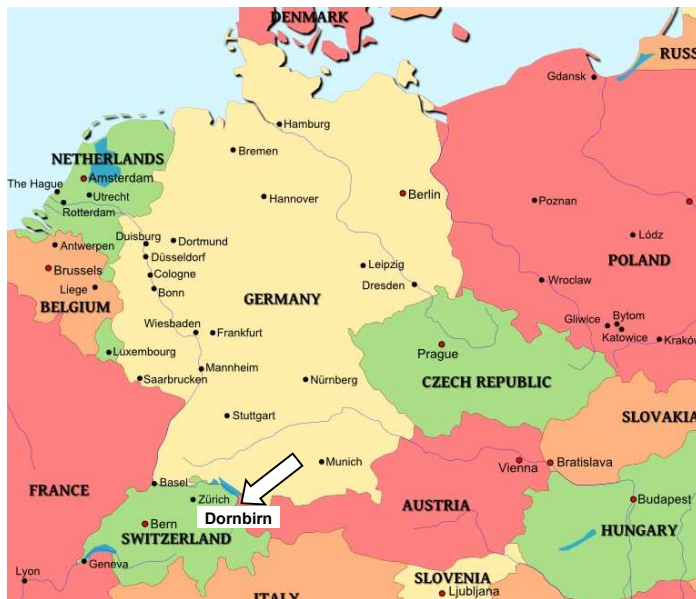 DENMARK
RUSS
Gdansk
Hamburg
Bremen
NETHERLANDS
Amsterdam
The Hague
Utrecht
Rotterdam
Hannover
Berlin
Poznan
Duisburg
Dortmund
Düsseldorf
Antwerpen
Brussels
Cologne
Liege
Bonn
BELGIUM
Leipzig
Dresden
GERMANY
Lódz
POLAND
Wroclaw
Gliwice
Bytom
Katowice
Kraków
Wiesbaden
Frankfurt
Luxembourg
Mannheim
Saarbrucken
Nürnberg
Prague
CZECH REPUBLIC
Stuttgart
SLOVAKIA
Munich
Vienna
Bratislava
Basel
FRANCE
Zürich
Dornbirn
Bern
SWITZERLAND
AUSTRIA
Budapest
HUNGARY
Geneva
Lyon
SLOVENIA
Ljubljana
ITALY